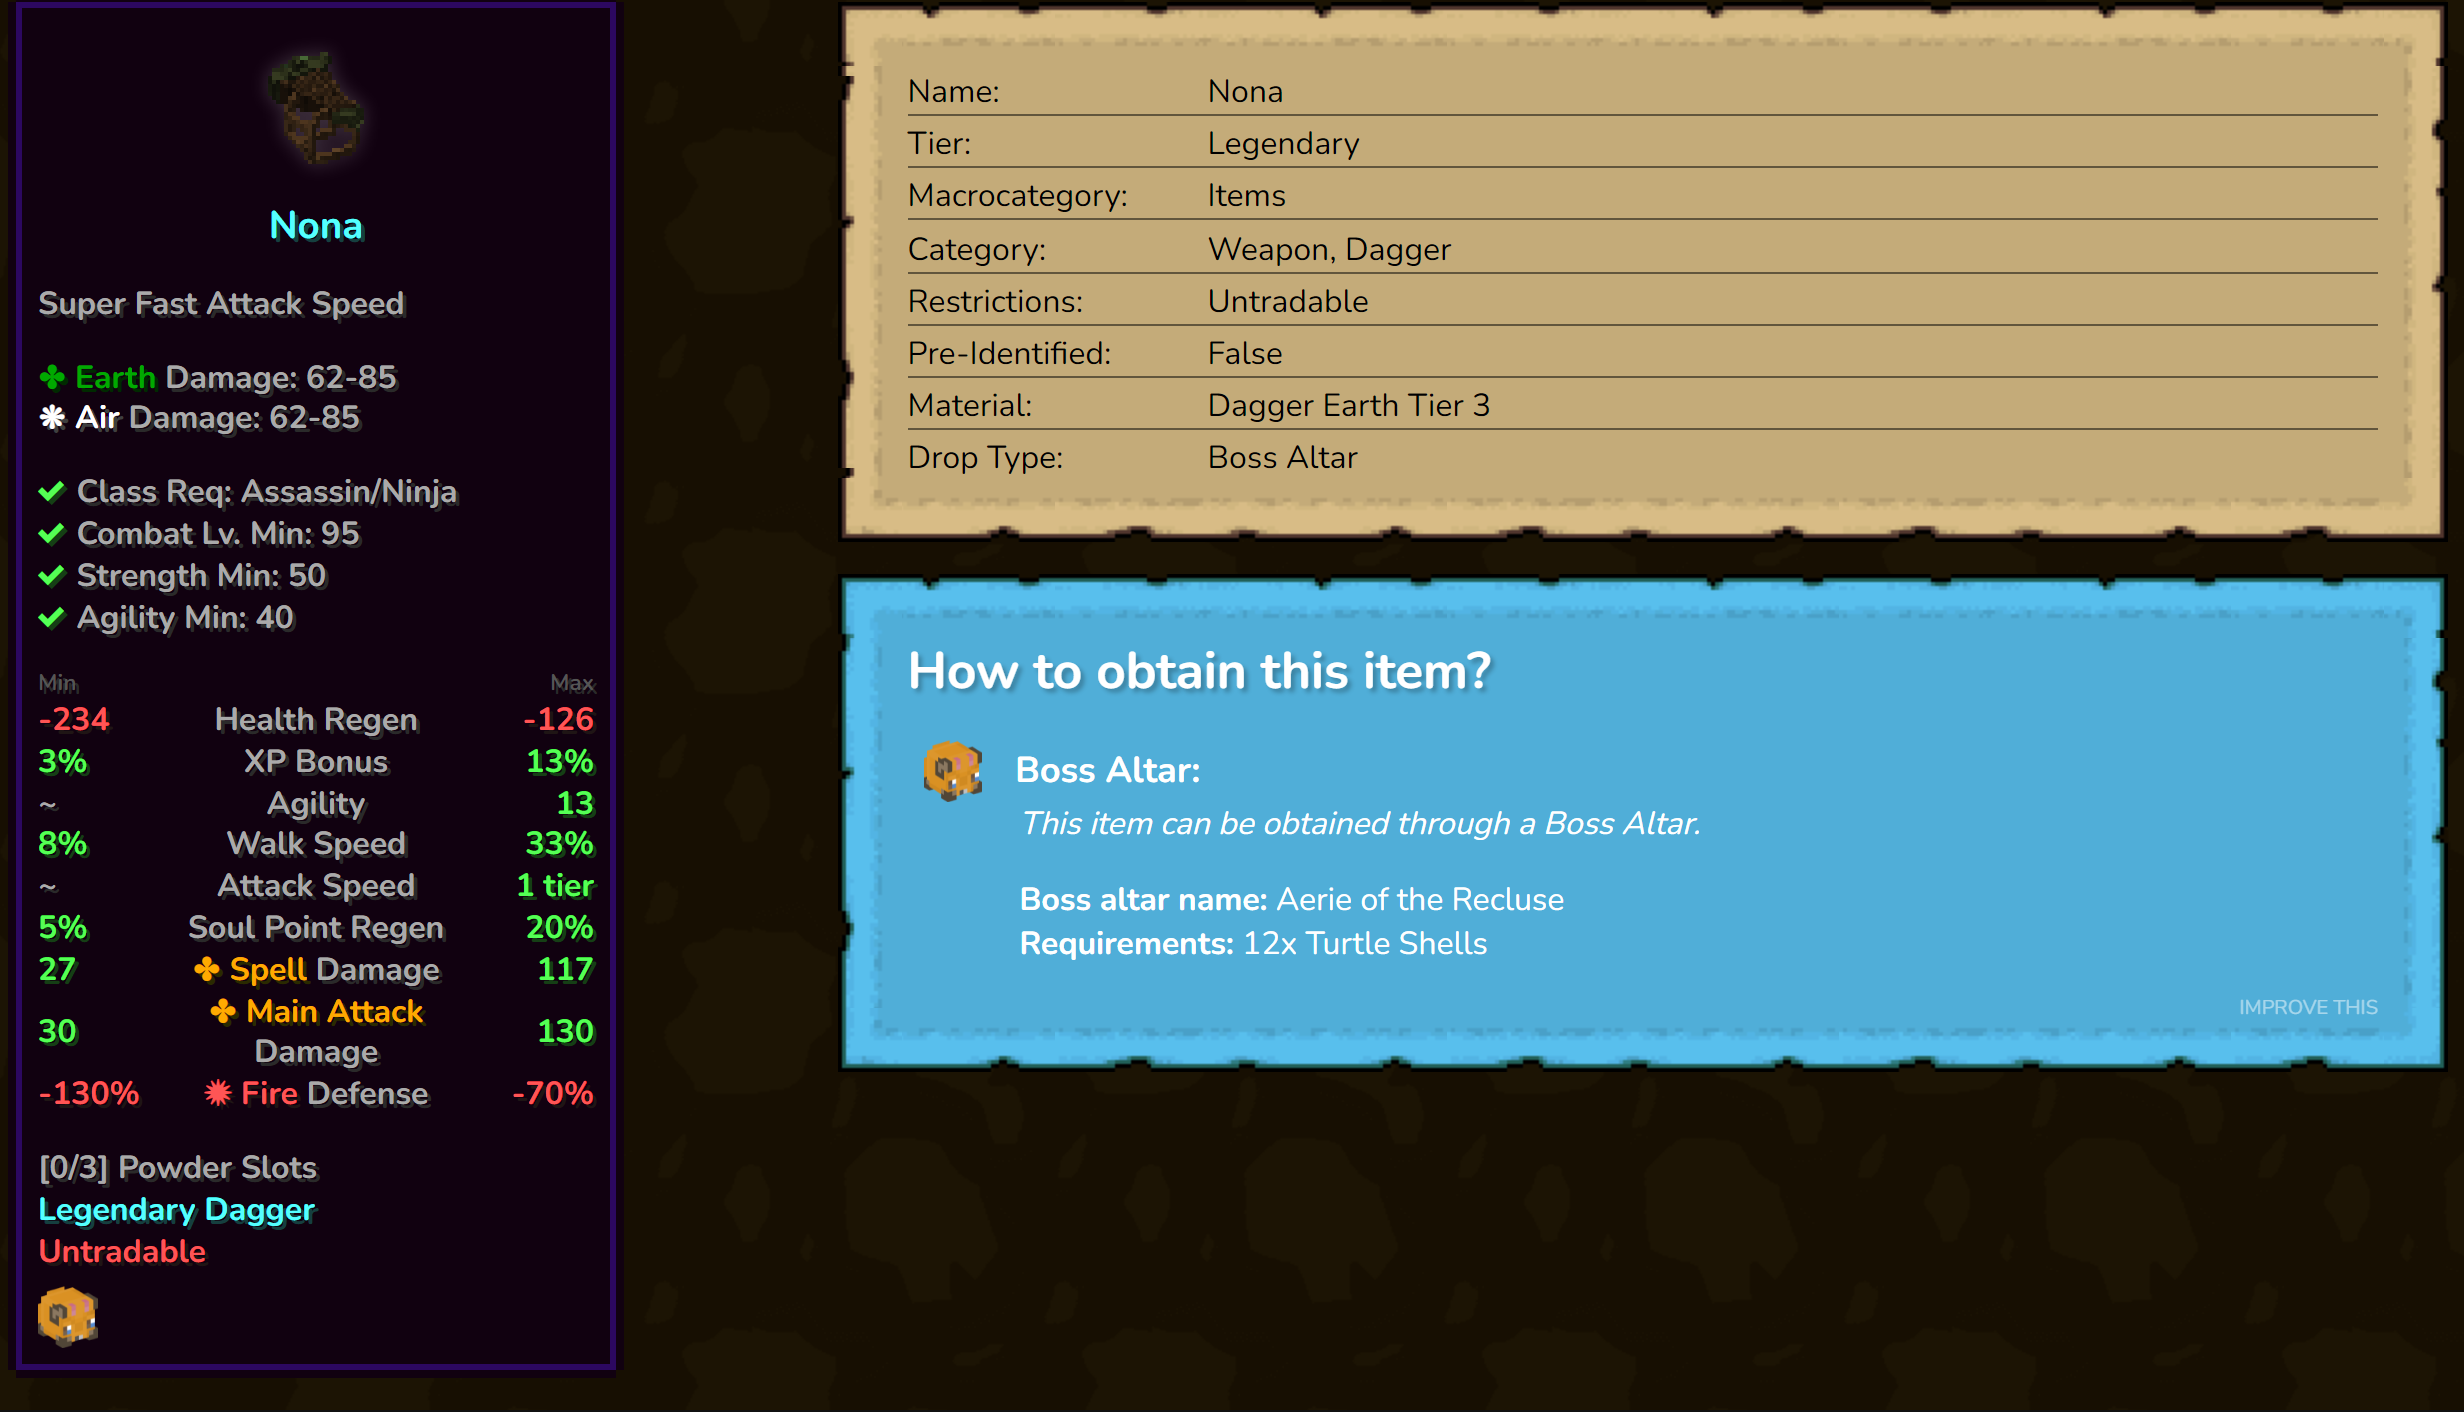 Nona
Super Fast Attack Speed
✤ Earth Damage: 62-85
❋ Air Damage: 62-85
✔ Class Req: Assassin/Ninja
✔ Combat Lv. Min: 95
✔ Strength Min: 50
✔ Agility Min: 40
Min Max
-234 Health Regen -126
3% XP Bonus 13%
~ Agility 13
8% Walk Speed 33%
~ Attack Speed 1 tier
5% Soul Point Regen 20%
27 ✤ Spell Damage 117
30 ✤ Main Attack Damage 130
-130% ✹ Fire Defense -70%
[0/3] Powder Slots
Legendary Dagger
Untradable
Name: Nona
Tier: Legendary
Macrocategory: Items
Category: Weapon, Dagger
Restrictions: Untradable
Pre-Identified: False
Material: Dagger Earth Tier 3
Drop Type: Boss Altar
How to obtain this item?
Boss Altar:
This item can be obtained through a Boss Altar.
Boss altar name: Aerie of the Recluse
Requirements: 12x Turtle Shells
IMPROVE THIS